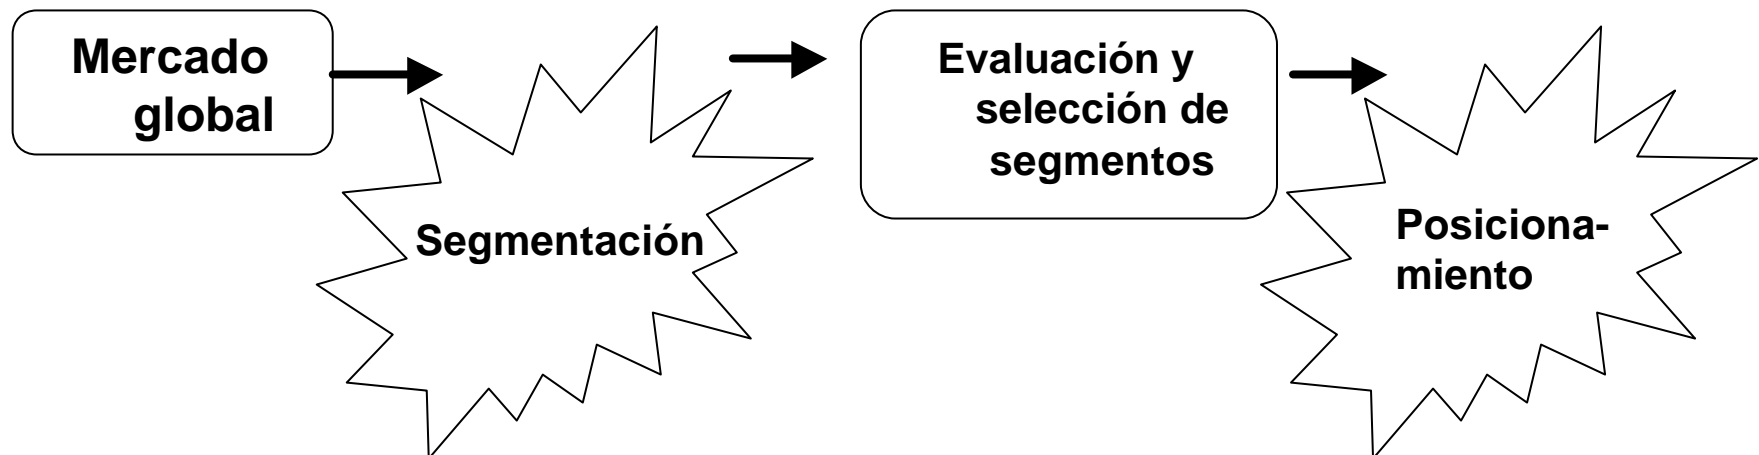 Mercado
global
Segmentación
Evaluación y
selección de
segmentos
Posiciona-
miento